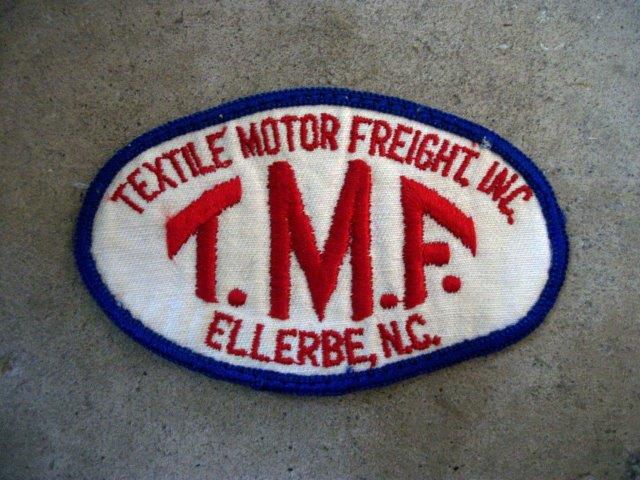 TEXTILE MOTOR FREIGHT, INC.
T.M.F.
ELLERBE, N.C.